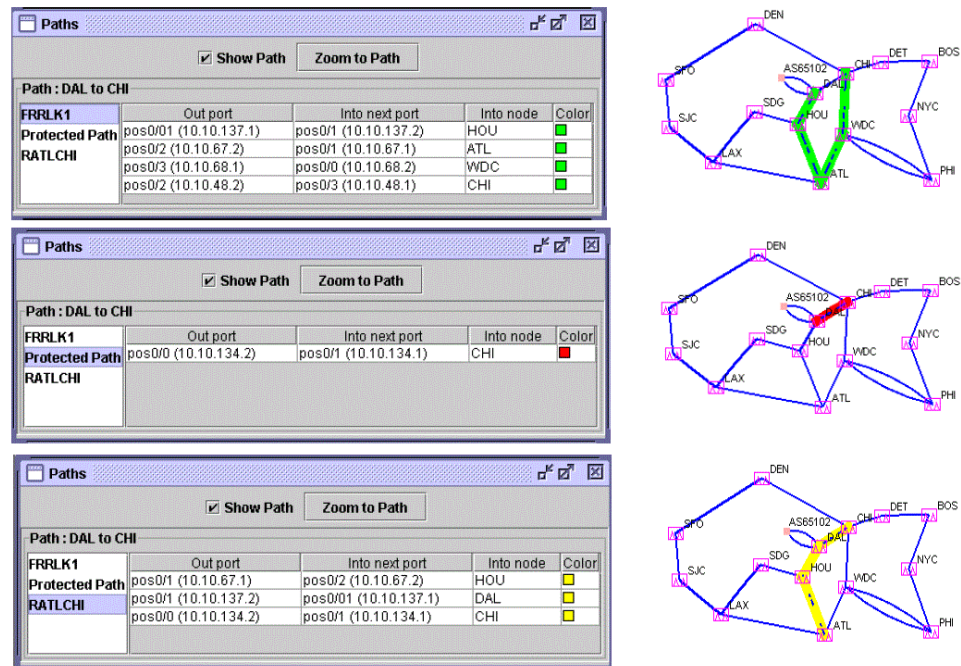 Paths
Show Path Zoom to Path
Path : DAL to CHI
FRRLK1
Protected Path
RATLCHI
Out port Into next port Into node Color
pos0/01 (10.10.137.1) pos0/1 (10.10.137.2) HOU
pos0/2 (10.10.67.2) pos0/1 (10.10.67.1) ATL
pos0/3 (10.10.68.1) pos0/0 (10.10.68.2) WDC
pos0/2 (10.10.48.2) pos0/3 (10.10.48.1) CHI
DEN
SFO
AS65102
CHI
DET
BOS
DAL
SDG
HOU
NYC
SJC
WDC
LAX
ATL
PHI
Paths
Show Path Zoom to Path
Path : DAL to CHI
FRRLK1
Protected Path
RATLCHI
Out port Into next port Into node Color
pos0/0 (10.10.134.2) pos0/1 (10.10.134.1) CHI
DEN
SFO
AS65102
CHI
DET
BOS
DAL
SDG
HOU
NYC
SJC
WDC
LAX
ATL
PHI
Paths
Show Path Zoom to Path
Path : DAL to CHI
FRRLK1
Protected Path
RATLCHI
Out port Into next port Into node Color
pos0/1 (10.10.67.1) pos0/2 (10.10.67.2) HOU
pos0/1 (10.10.137.2) pos0/01 (10.10.137.1) DAL
pos0/0 (10.10.134.2) pos0/1 (10.10.134.1) CHI
DEN
SFO
AS65102
CHI
DET
BOS
DAL
SDG
HOU
NYC
SJC
WDC
LAX
ATL
PHI